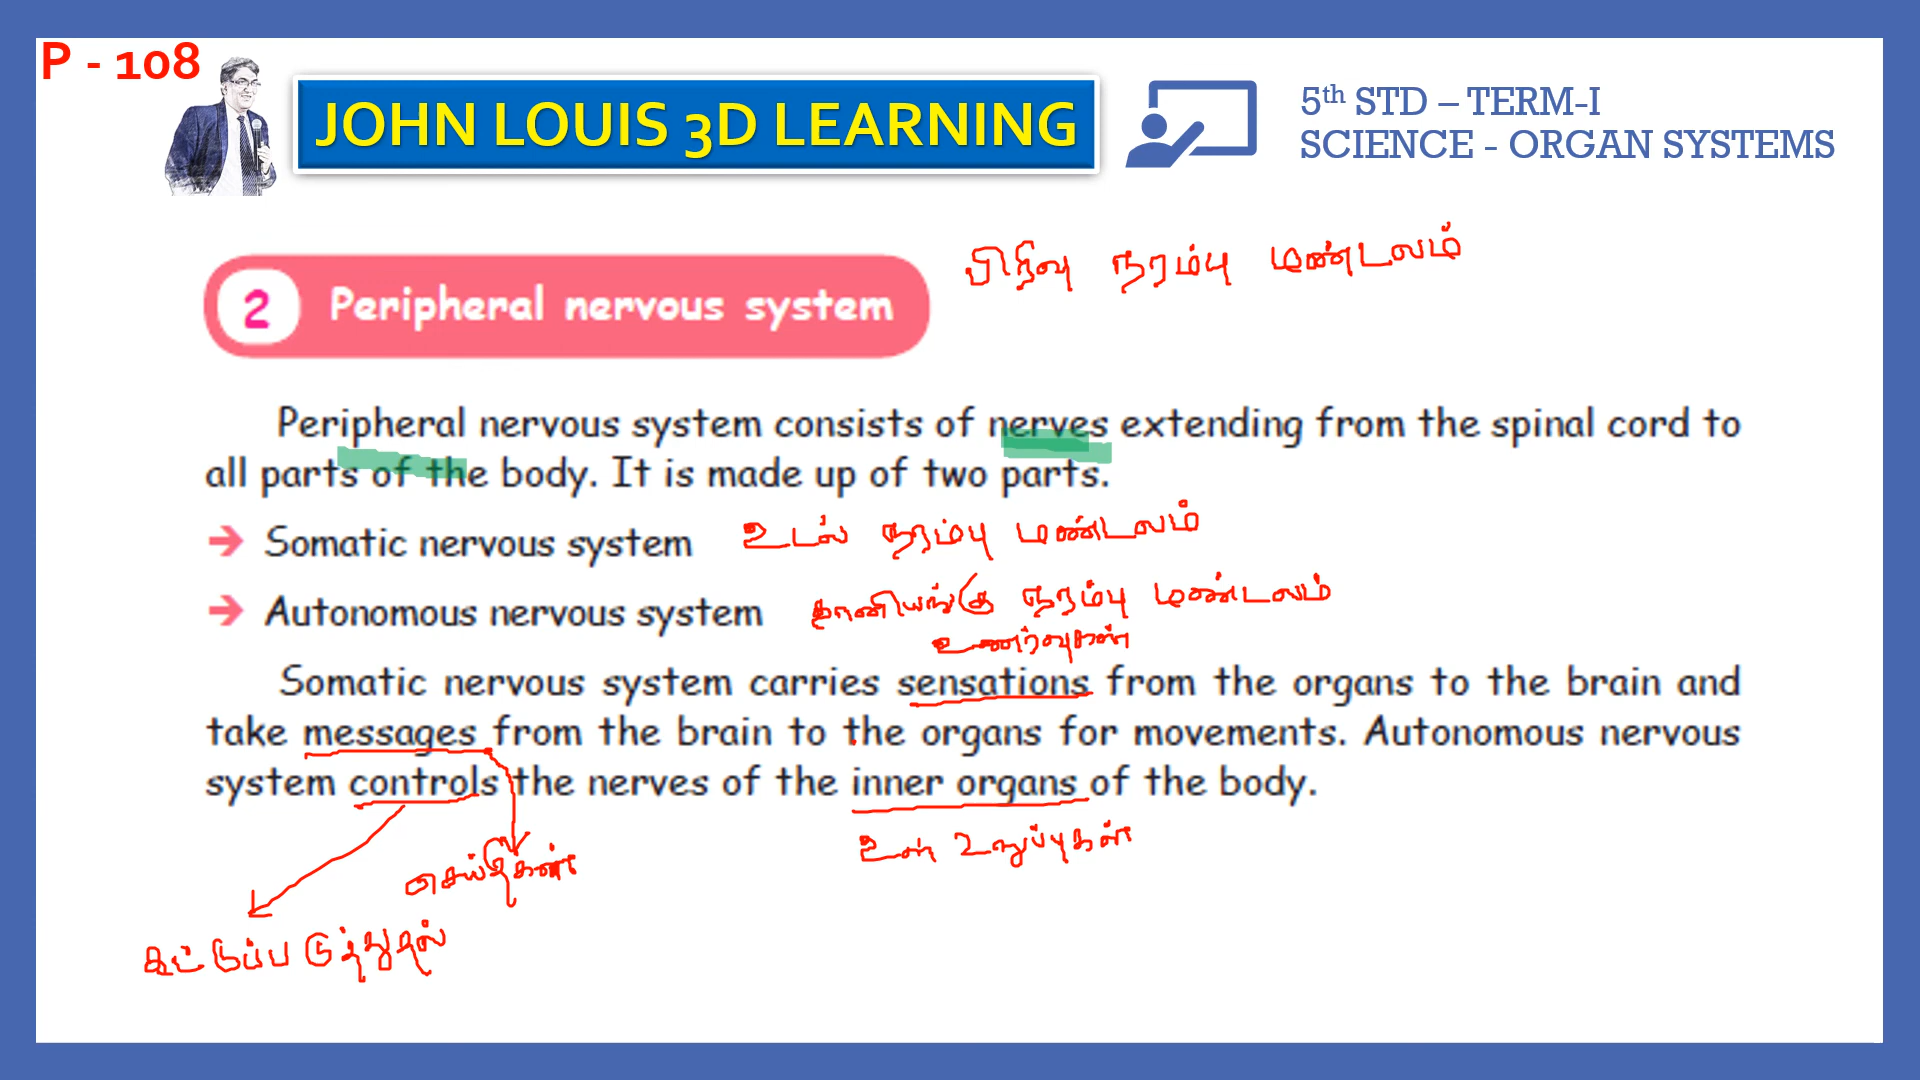 P - 108
JOHN LOUIS 3D LEARNING
5th STD – TERM-I
SCIENCE - ORGAN SYSTEMS
2 Peripheral nervous system
பிரிவு நரம்பு மண்டலம்
Peripheral nervous system consists of nerves extending from the spinal cord to
all parts of the body. It is made up of two parts.
➔ Somatic nervous system உடல் நரம்பு மண்டலம்
➔ Autonomous nervous system தானியங்கு நரம்பு மண்டலம்
உணர்வுகள்
Somatic nervous system carries sensations from the organs to the brain and
take messages from the brain to the organs for movements. Autonomous nervous
system controls the nerves of the inner organs of the body.
உள் உறுப்புகள்
செய்திகள்
கட்டுப்படுத்துதல்